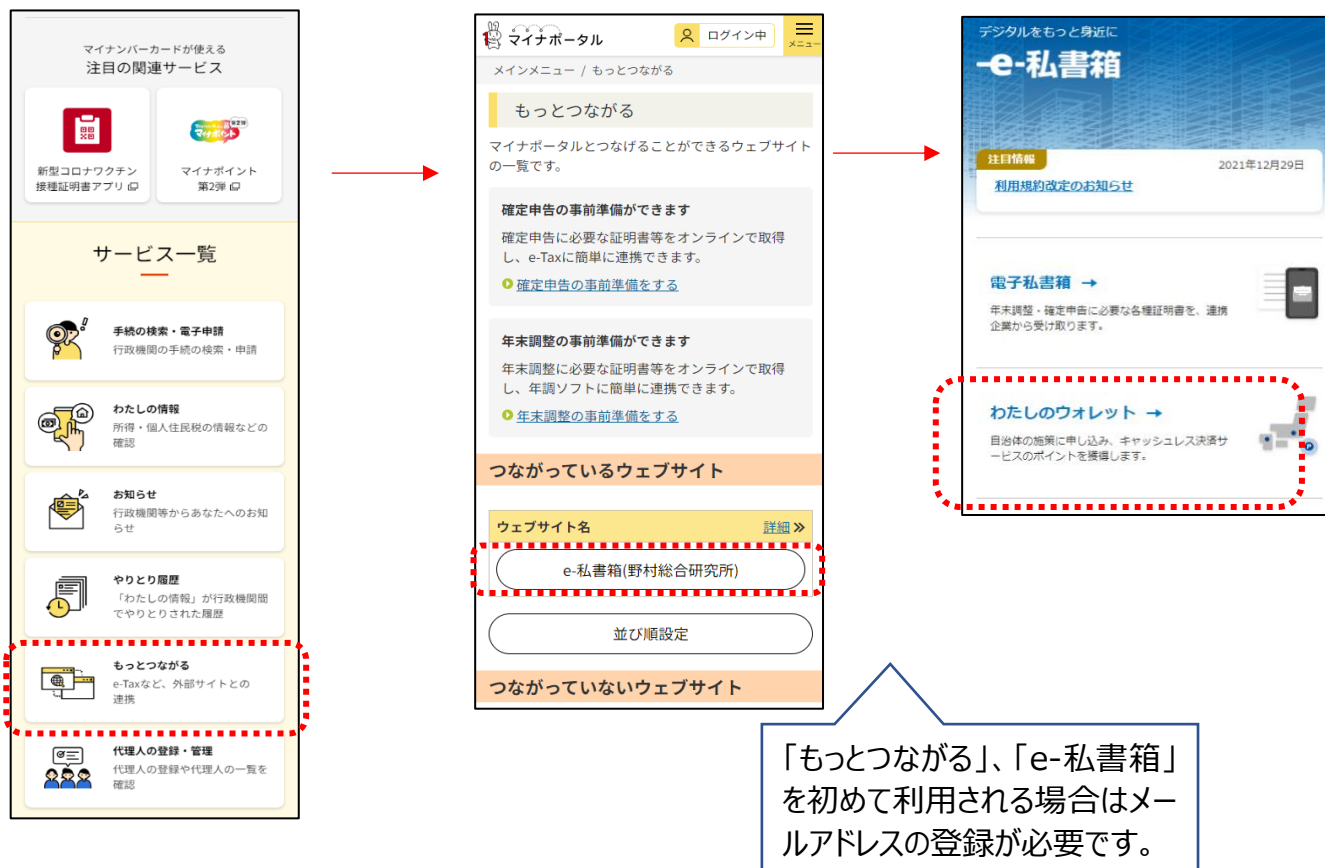 マイナンバーカードが使える
注目の関連サービス
新型コロナワクチン
接種証明書アプリ
マイナポイント
第2弾
サービス一覧
手続の検索・電子申請
行政機関の手続の検索・申請
わたしの情報
所得・個人住民税の情報などの
確認
お知らせ
行政機関等からあなたへのお知
らせ
やりとり履歴
「わたしの情報」が行政機関間
でやりとりされた履歴
もっとつながる
e-Taxなど、外部サイトとの
連携
代理人の登録・管理
代理人の登録や代理人の一覧を
確認
マイナポータル
ログイン中
メニュー
メインメニュー / もっとつながる
もっとつながる
マイナポータルとつなげることができるウェブサイト
の一覧です。
確定申告の事前準備ができます
確定申告に必要な証明書等をオンラインで取得
し、e-Taxに簡単に連携できます。
確定申告の事前準備をする
年末調整の事前準備ができます
年末調整に必要な証明書等をオンラインで取得
し、年調ソフトに簡単に連携できます。
年末調整の事前準備をする
つながっているウェブサイト
ウェブサイト名 詳細
e-私書箱(野村総合研究所)
並び順設定
つながっていないウェブサイト
デジタルをもっと身近に
e-私書箱
注目情報 2021年12月29日
利用規約改定のお知らせ
電子私書箱 →
年末調整・確定申告に必要な各種証明書を、連携
企業から受け取ります。
わたしのウォレット →
自治体の施策に申し込み、キャッシュレス決済サ
ービスのポイントを獲得します。
「もっとつながる」、「e-私書箱」
を初めて利用される場合はメー
ルアドレスの登録が必要です。